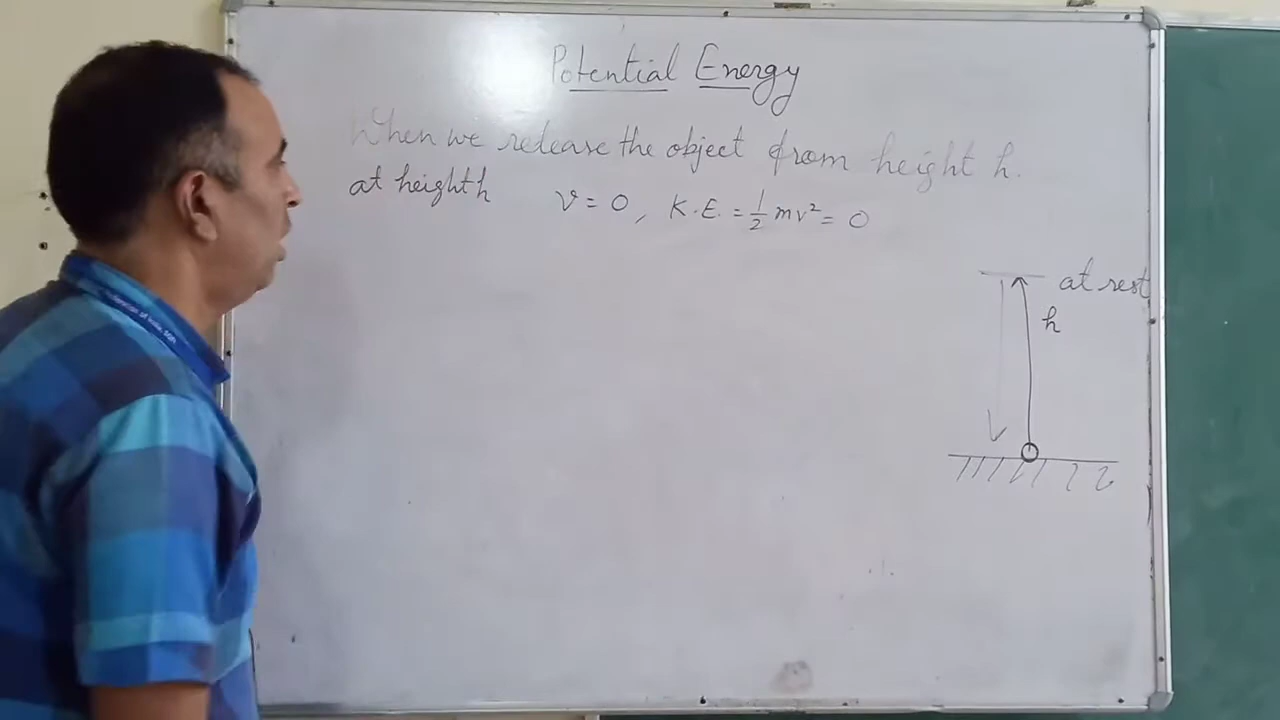 Potential Energy
When we release the object from height h.
at height h v = 0, K.E. = 1/2 mv² = 0
at rest
h